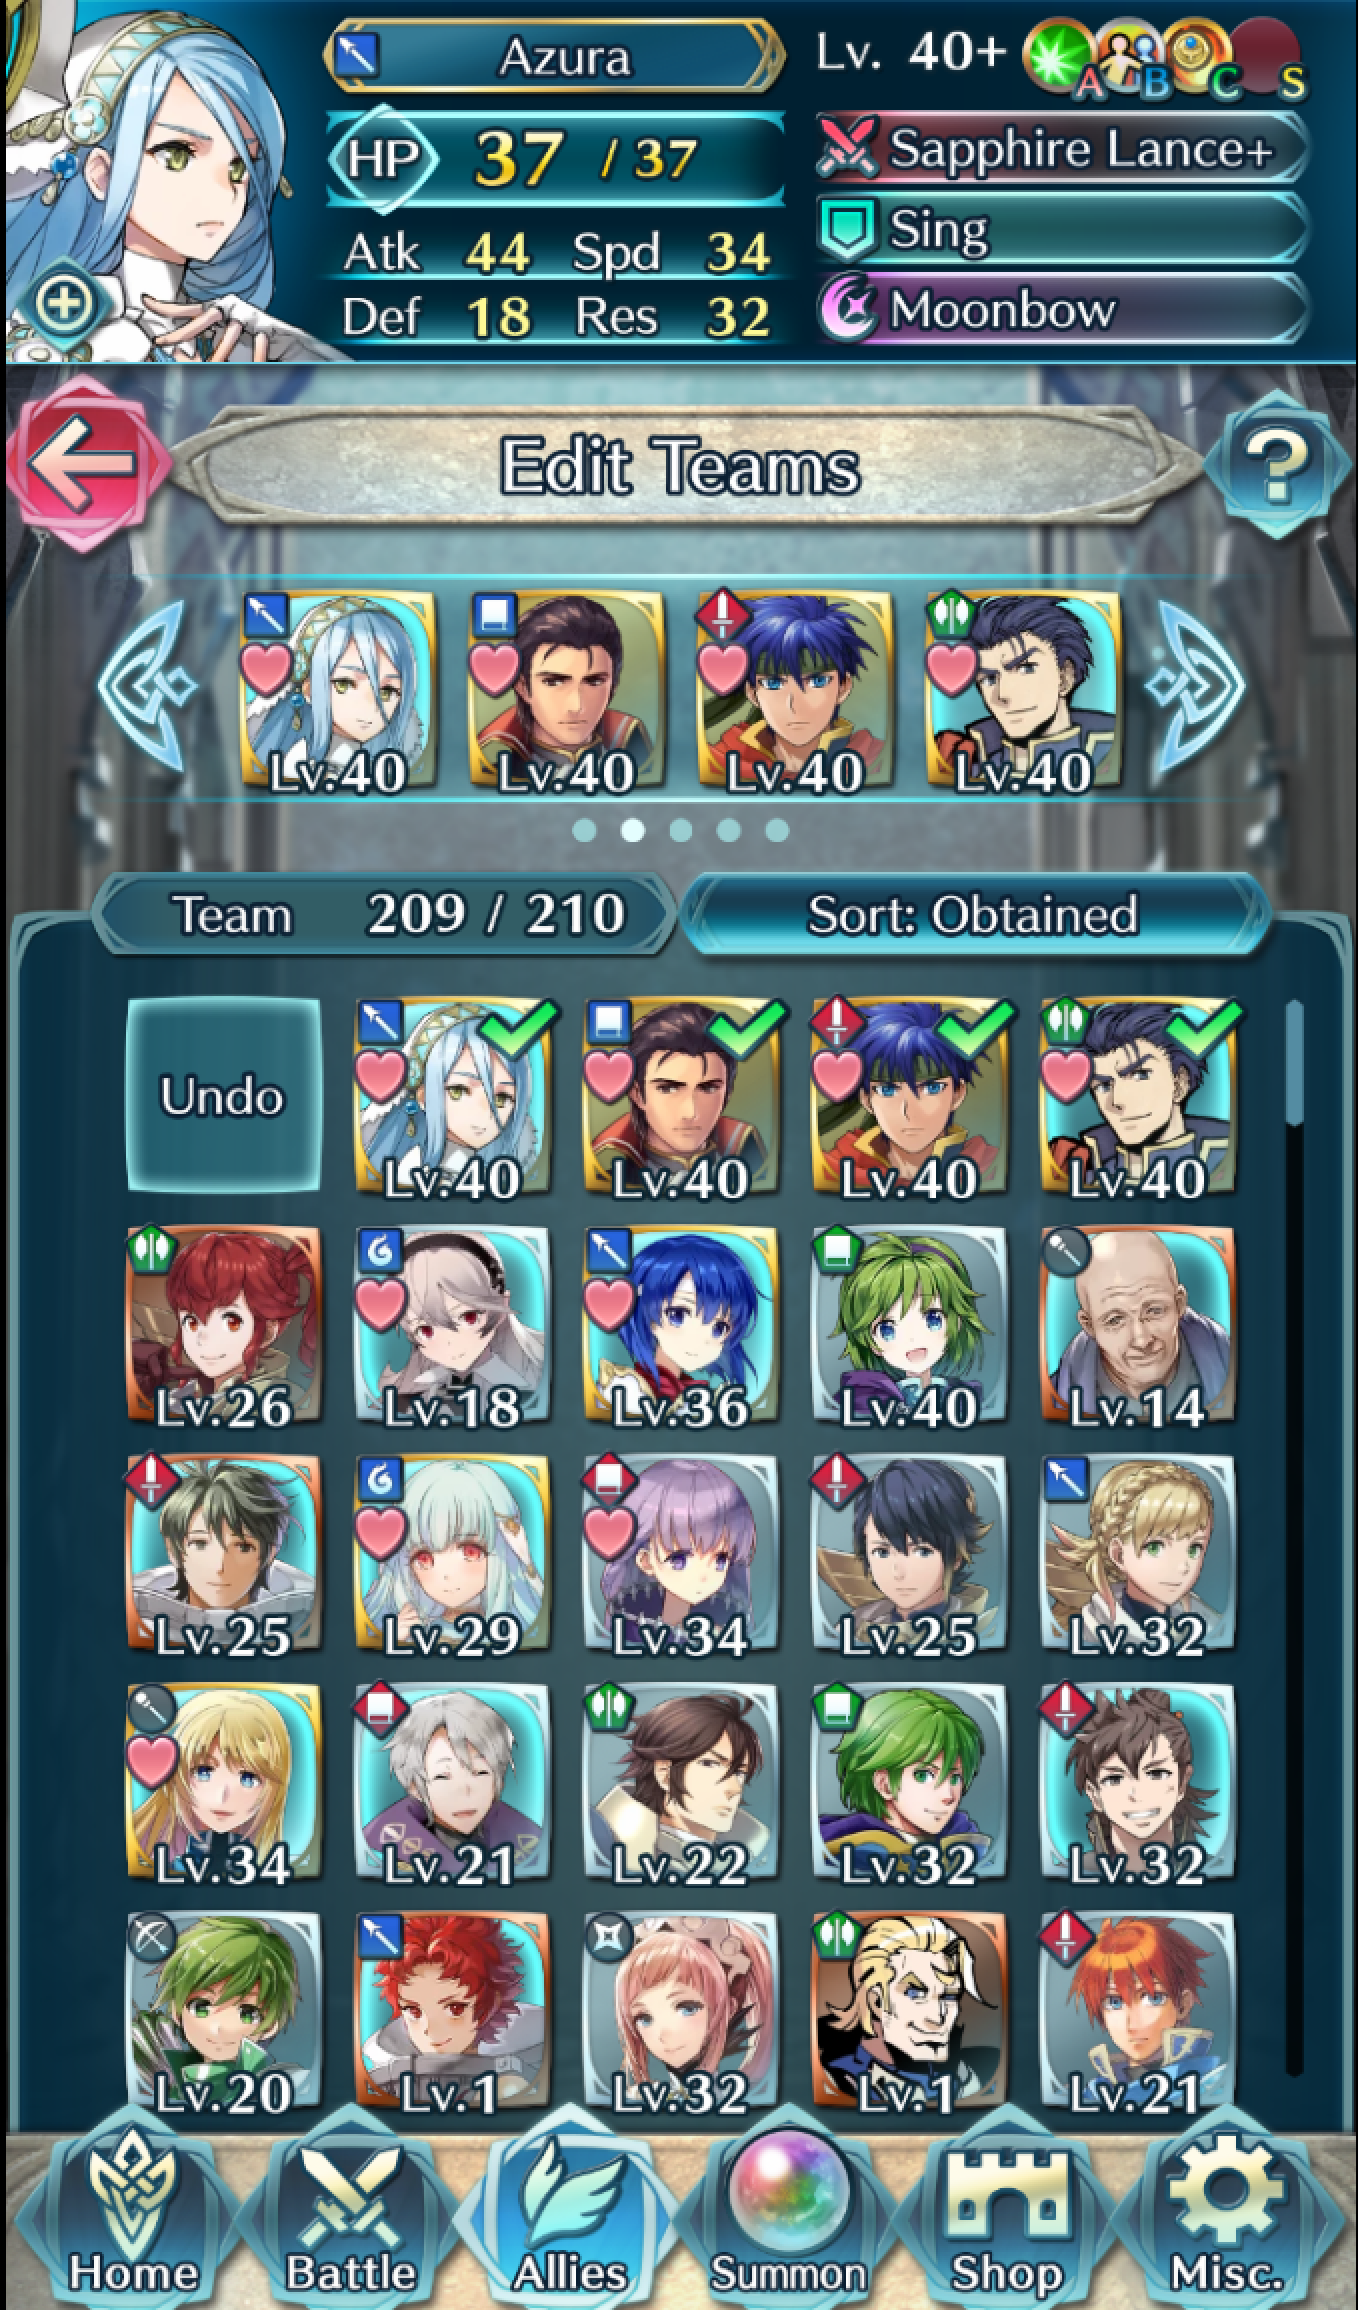 Azura
Lv. 40+
A B C S
HP 37 / 37
Sapphire Lance+
Atk 44 Spd 34
Sing
Def 18 Res 32
Moonbow
Edit Teams
?
Lv.40 Lv.40 Lv.40 Lv.40
Team 209 / 210
Sort: Obtained
Undo Lv.40 Lv.40 Lv.40 Lv.40
Lv.26 Lv.18 Lv.36 Lv.40 Lv.14
Lv.25 Lv.29 Lv.34 Lv.25 Lv.32
Lv.34 Lv.21 Lv.22 Lv.32 Lv.32
Lv.20 Lv.1 Lv.32 Lv.1 Lv.21
Home Battle Allies Summon Shop Misc.